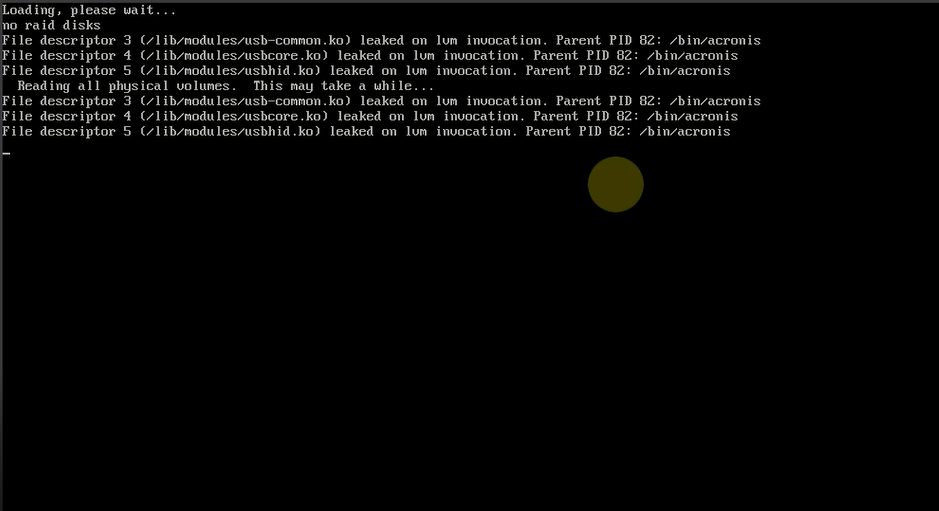 Loading, please wait...
no raid disks
File descriptor 3 (/lib/modules/usb-common.ko) leaked on lvm invocation. Parent PID 82: /bin/acronis
File descriptor 4 (/lib/modules/usbcore.ko) leaked on lvm invocation. Parent PID 82: /bin/acronis
File descriptor 5 (/lib/modules/usbhid.ko) leaked on lvm invocation. Parent PID 82: /bin/acronis
  Reading all physical volumes.  This may take a while...
File descriptor 3 (/lib/modules/usb-common.ko) leaked on lvm invocation. Parent PID 82: /bin/acronis
File descriptor 4 (/lib/modules/usbcore.ko) leaked on lvm invocation. Parent PID 82: /bin/acronis
File descriptor 5 (/lib/modules/usbhid.ko) leaked on lvm invocation. Parent PID 82: /bin/acronis